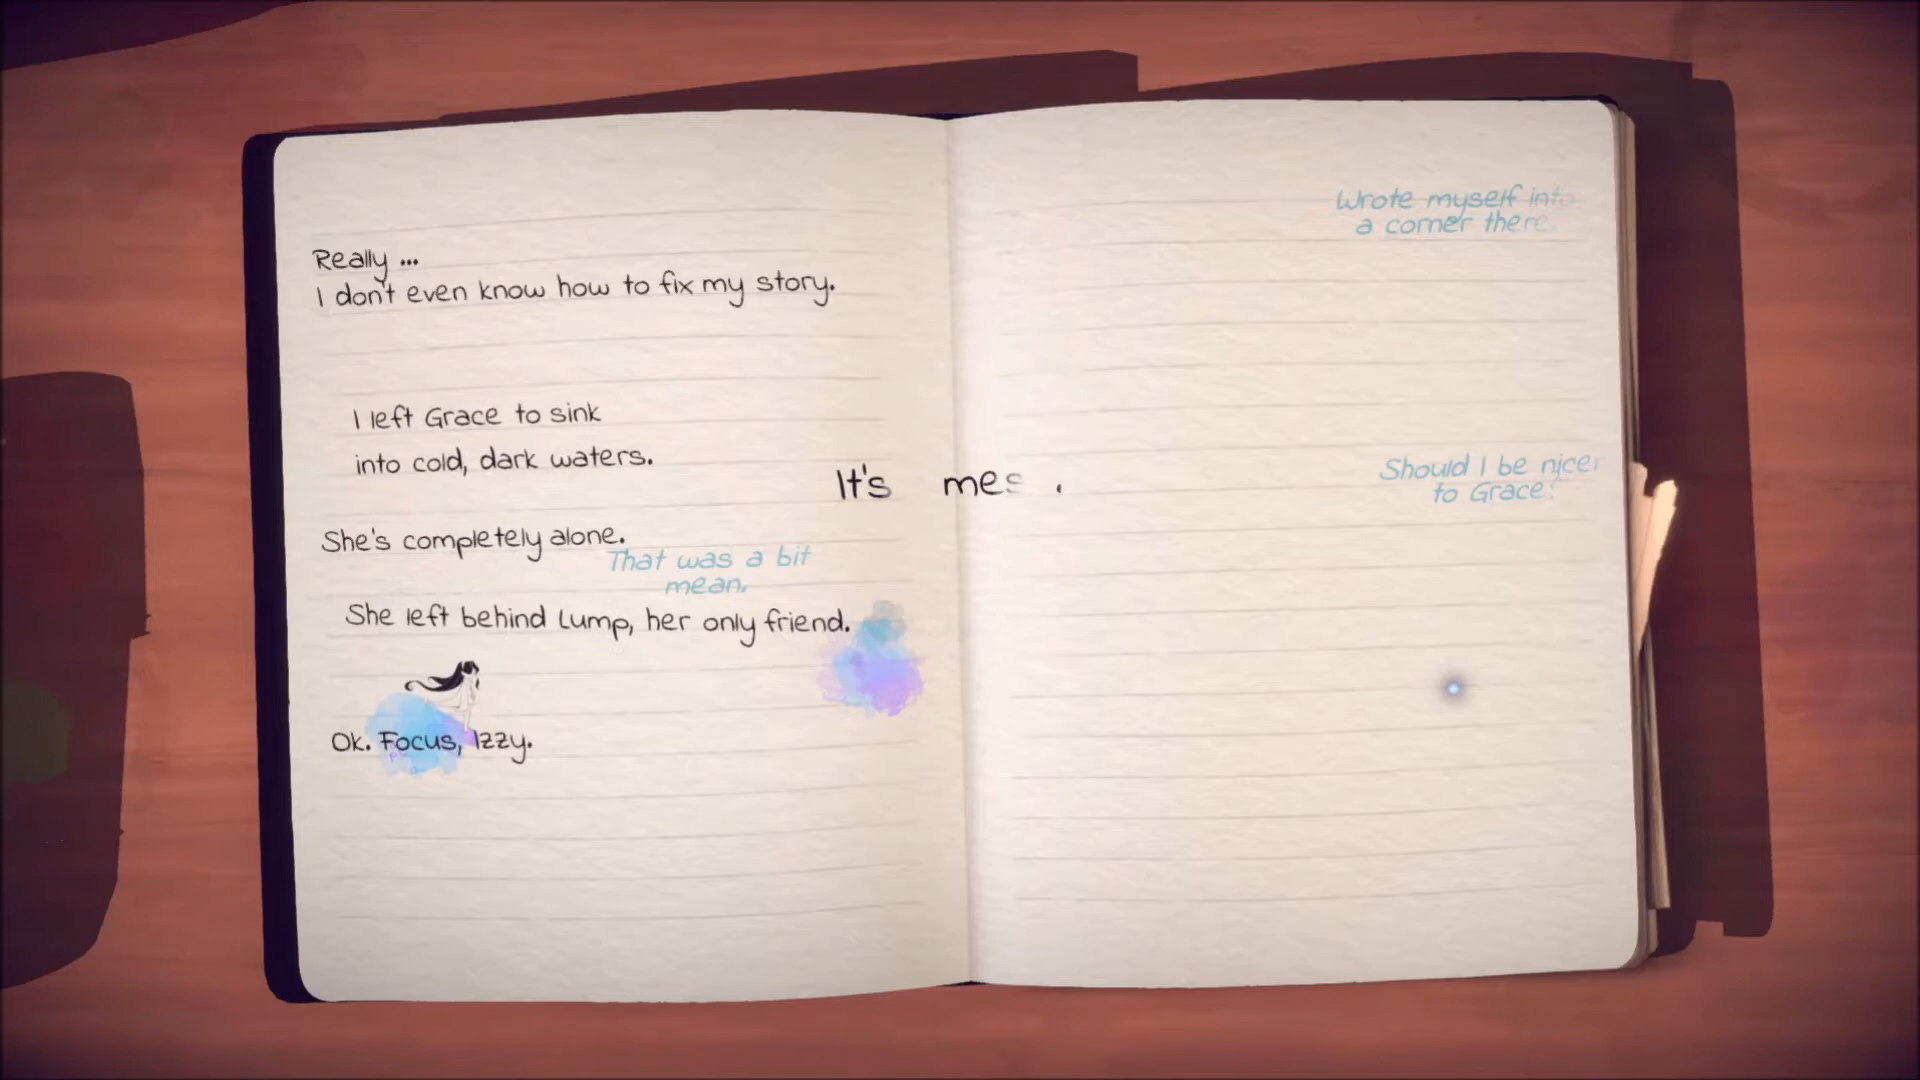 Really ...
I don't even know how to fix my story.
I left Grace to sink
into cold, dark waters.
She's completely alone.
That was a bit
mean.
She left behind Lump, her only friend.
Ok. Focus, Izzy.
It's mes .
Wrote myself into
a corner there.
Should I be nicer
to Grace?